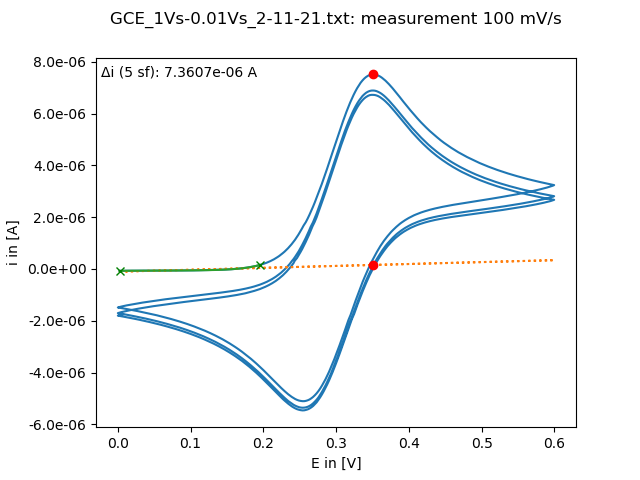 GCE_1Vs-0.01Vs_2-11-21.txt: measurement 100 mV/s
Δi (5 sf): 7.3607e-06 A
8.0e-06
6.0e-06
4.0e-06
2.0e-06
0.0e+00
-2.0e-06
-4.0e-06
-6.0e-06
i in [A]
0.0 0.1 0.2 0.3 0.4 0.5 0.6
E in [V]